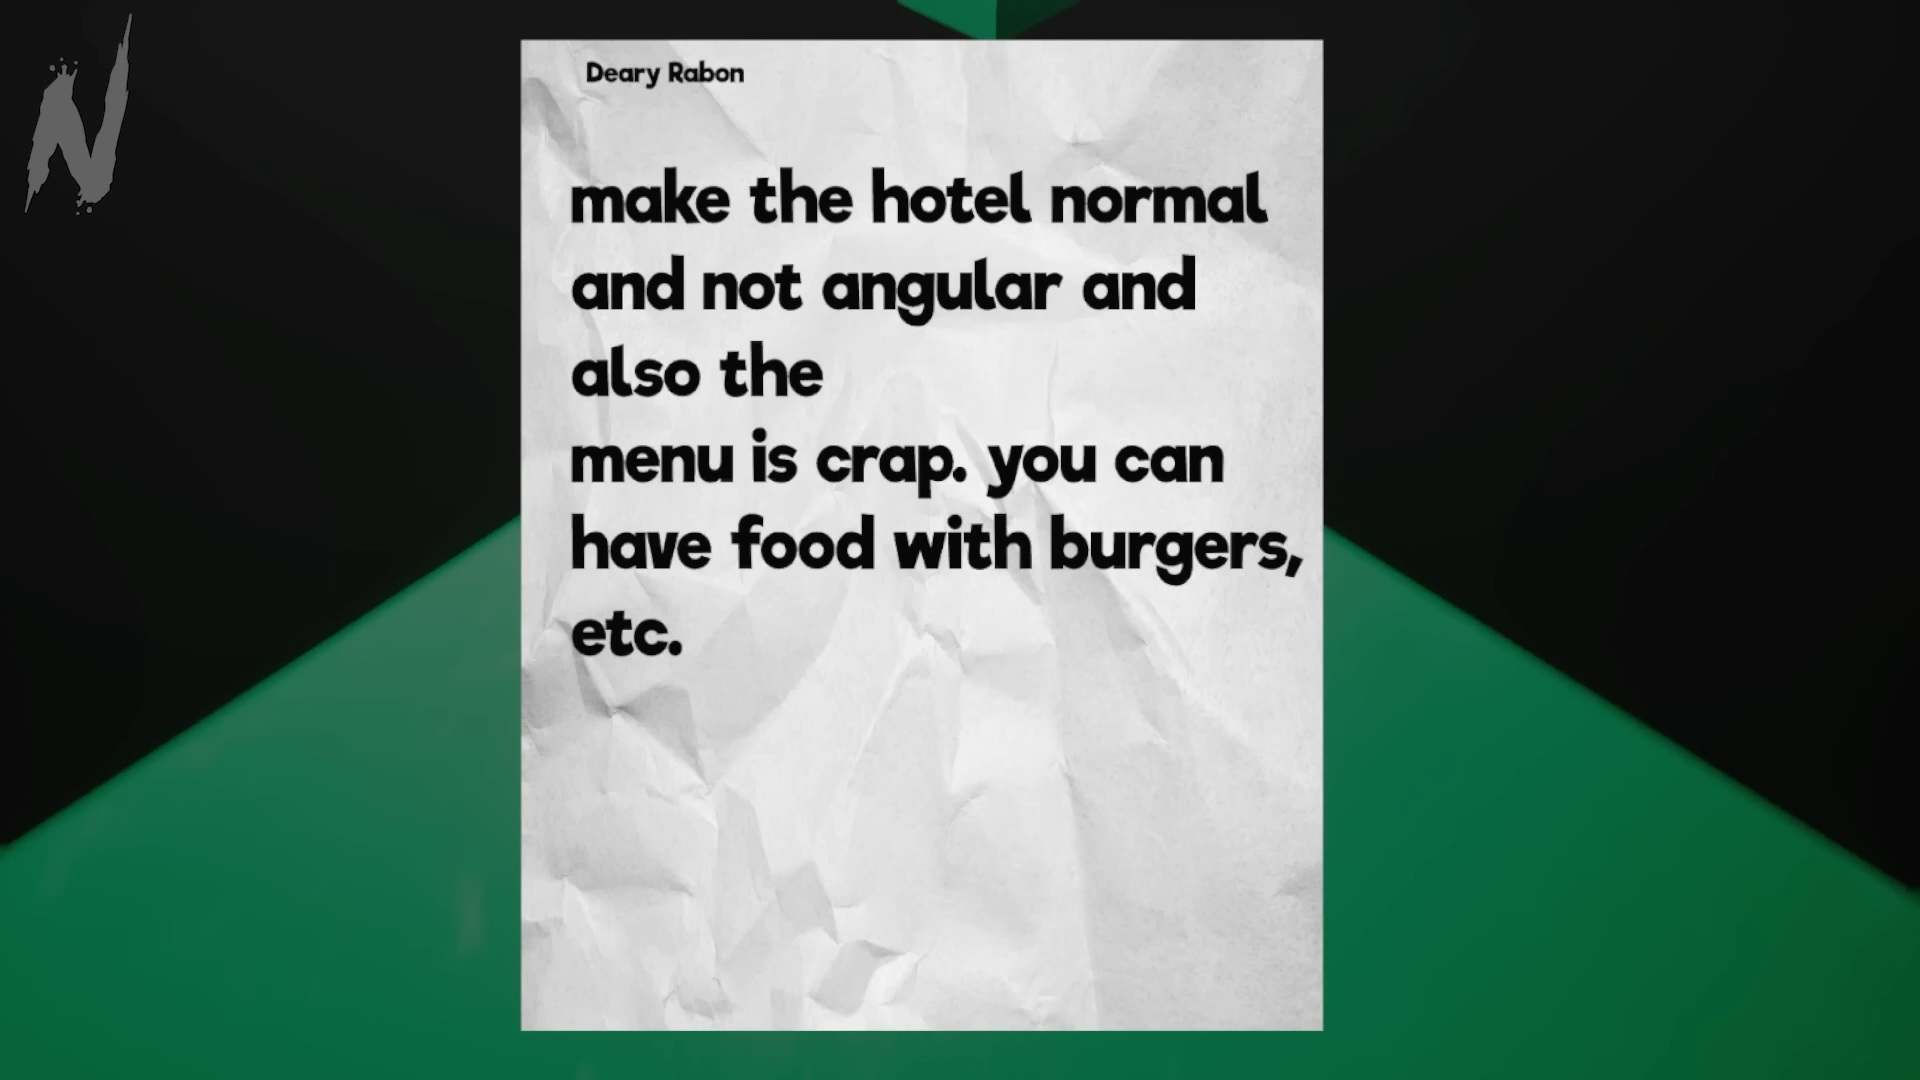 Deary Rabon
make the hotel normal
and not angular and
also the
menu is crap. you can
have food with burgers,
etc.